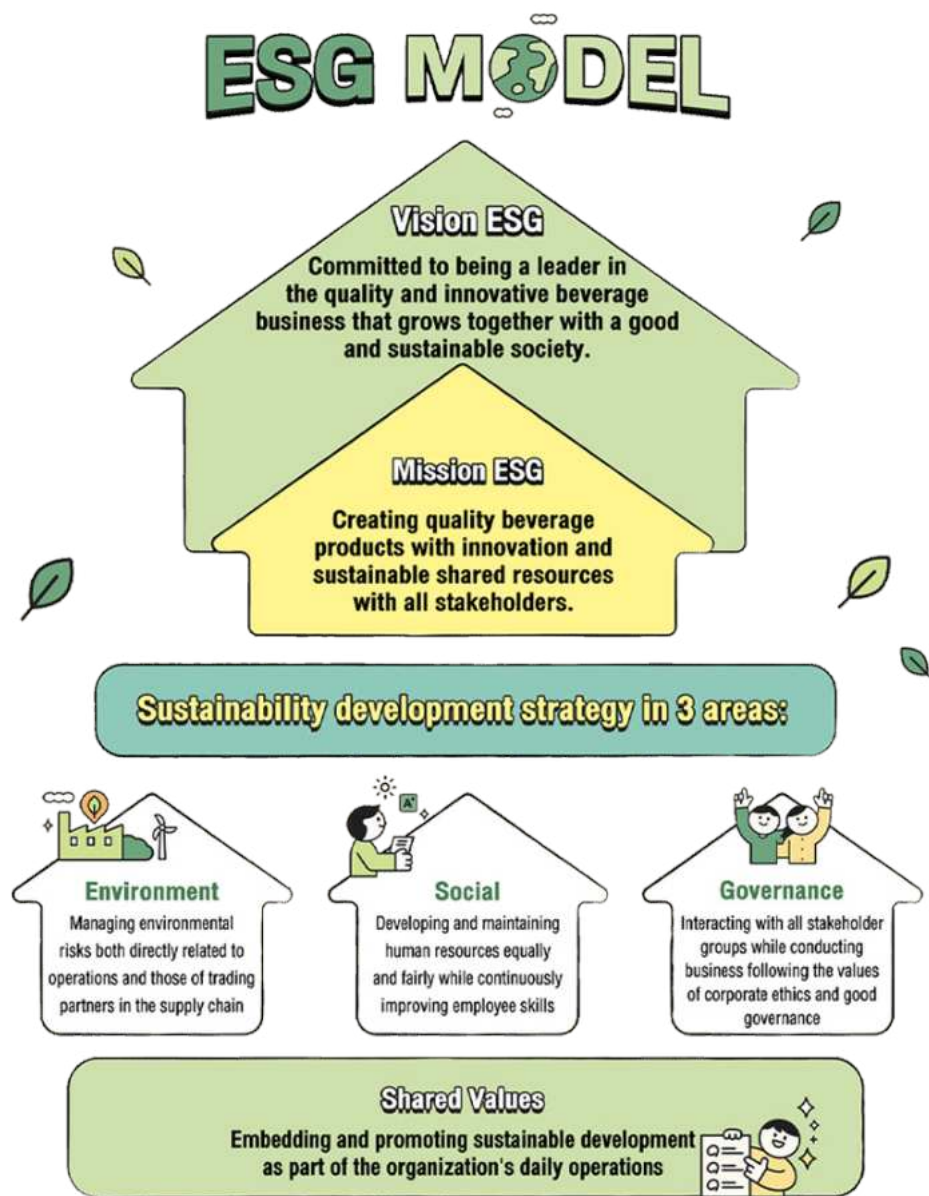 ESG MODEL
Vision ESG
Committed to being a leader in
the quality and innovative beverage
business that grows together with a good
and sustainable society.
Mission ESG
Creating quality beverage
products with innovation and
sustainable shared resources
with all stakeholders.
Sustainability development strategy in 3 areas:
A+
Environment
Managing environmental
risks both directly related to
operations and those of trading
partners in the supply chain
Social
Developing and maintaining
human resources equally
and fairly while continuously
improving employee skills
Governance
Interacting with all stakeholder
groups while conducting
business following the values
of corporate ethics and good
governance
Shared Values
Embedding and promoting sustainable development
as part of the organization's daily operations